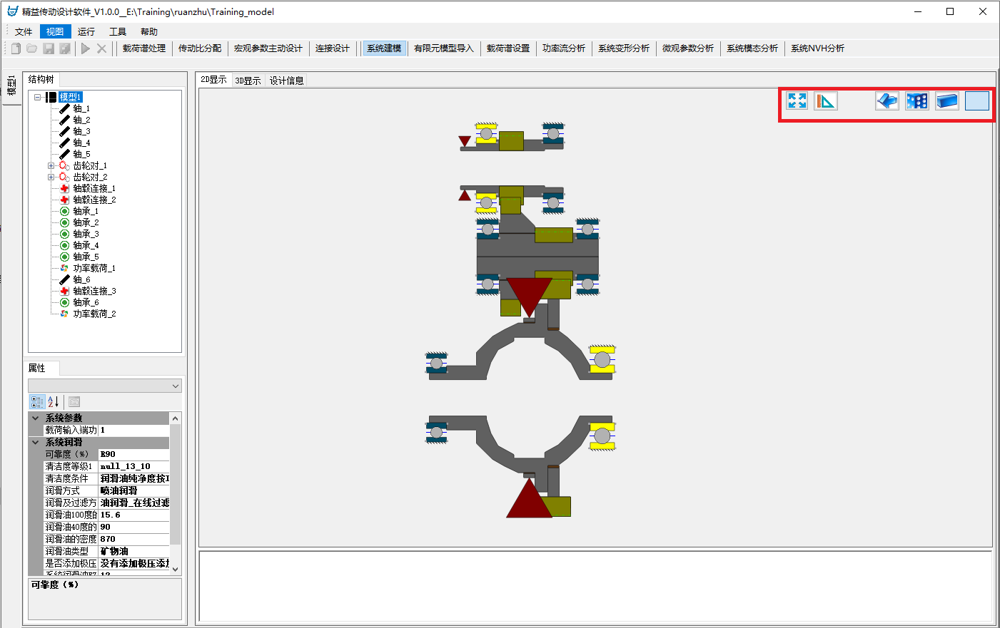 精益传动设计软件_V1.0.0__E:\Training\ruanzhu\Training_model
文件 视图 运行 工具 帮助
载荷谱处理 传动比分配 宏观参数主动设计 连接设计 系统建模 有限元模型导入 载荷谱设置 功率流分析 系统变形分析 微观参数分析 系统模态分析 系统NVH分析
模型1
结构树
模型1
轴_1
轴_2
轴_3
轴_4
轴_5
齿轮对_1
齿轮对_2
轴毂连接_1
轴毂连接_2
轴承_1
轴承_2
轴承_3
轴承_4
轴承_5
功率载荷_1
轴_6
轴毂连接_3
轴承_6
功率载荷_2
属性
系统参数
载荷输入端功 1
系统润滑
可靠度（%） R90
清洁度等级1 null_13_10
清洁度条件 润滑油纯净度按I
润滑方式 喷油润滑
润滑及过滤方 油润滑_在线过滤
润滑油100度的 15.6
润滑油40度的 90
润滑油的密度 870
润滑油类型 矿物油
是否添加极压 没有添加极压添加
可靠度（%）
2D显示 3D显示 设计信息